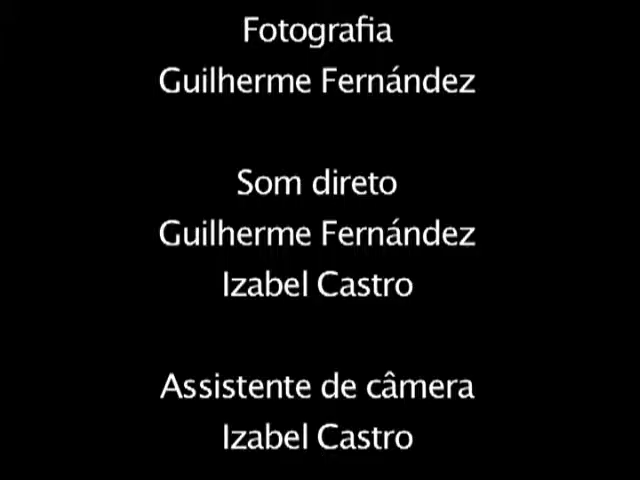 Fotografia
Guilherme Fernández
Som direto
Guilherme Fernández
Izabel Castro
Assistente de câmera
Izabel Castro